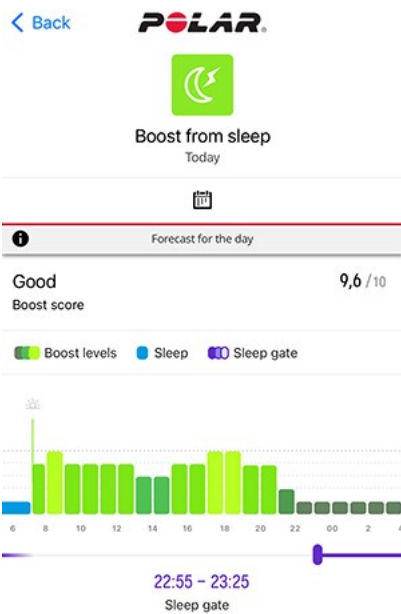 Back
POLAR.
Boost from sleep
Today
Forecast for the day
Good 9,6 /10
Boost score
Boost levels Sleep Sleep gate
6 8 10 12 14 16 18 20 22 00 2 4
22:55 – 23:25
Sleep gate